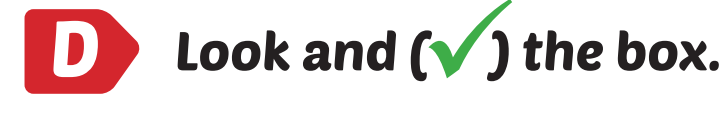 D Look and (✓) the box.